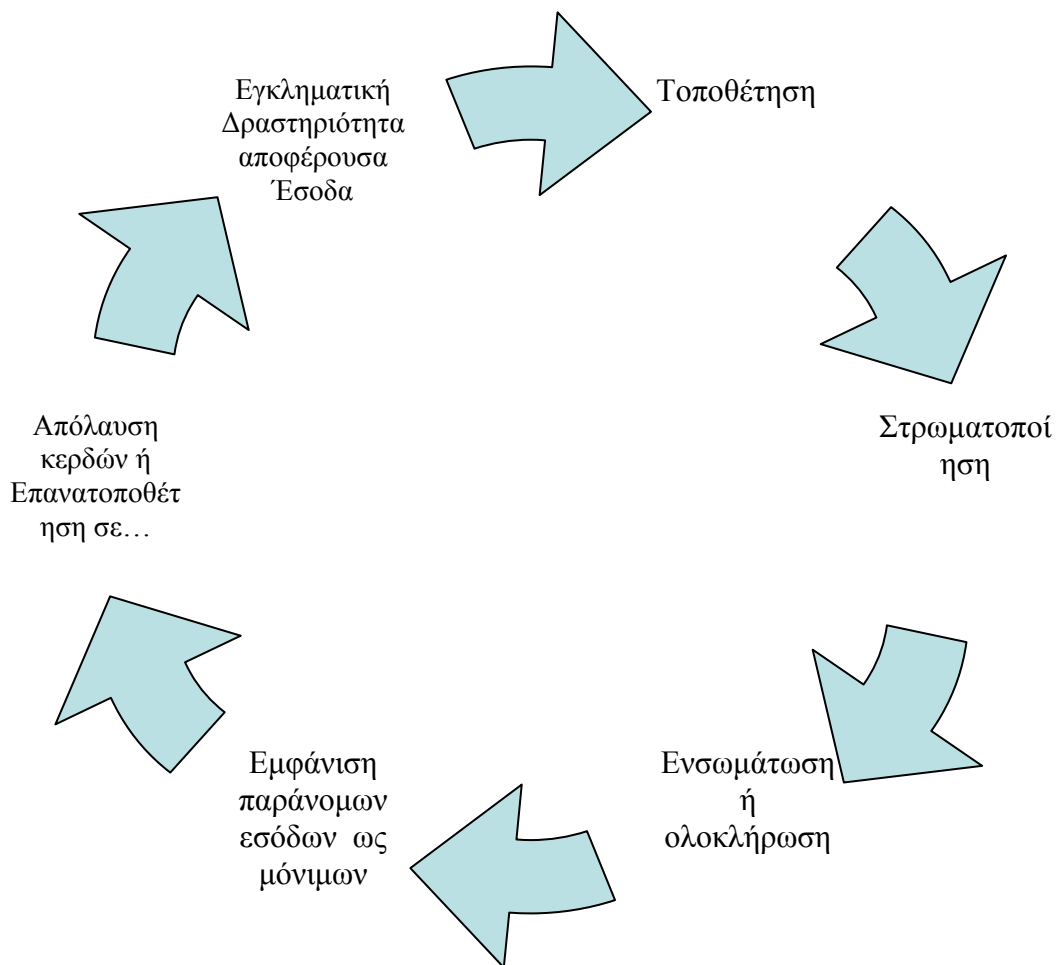 Εγκληματική
Δραστηριότητα
αποφέρουσα
Έσοδα
Τοποθέτηση
Στρωματοποί
ηση
Ενσωμάτωση
ή
ολοκλήρωση
Εμφάνιση
παράνομων
εσόδων ως
μόνιμων
Απόλαυση
κερδών ή
Επανατοποθέτ
ηση σε…